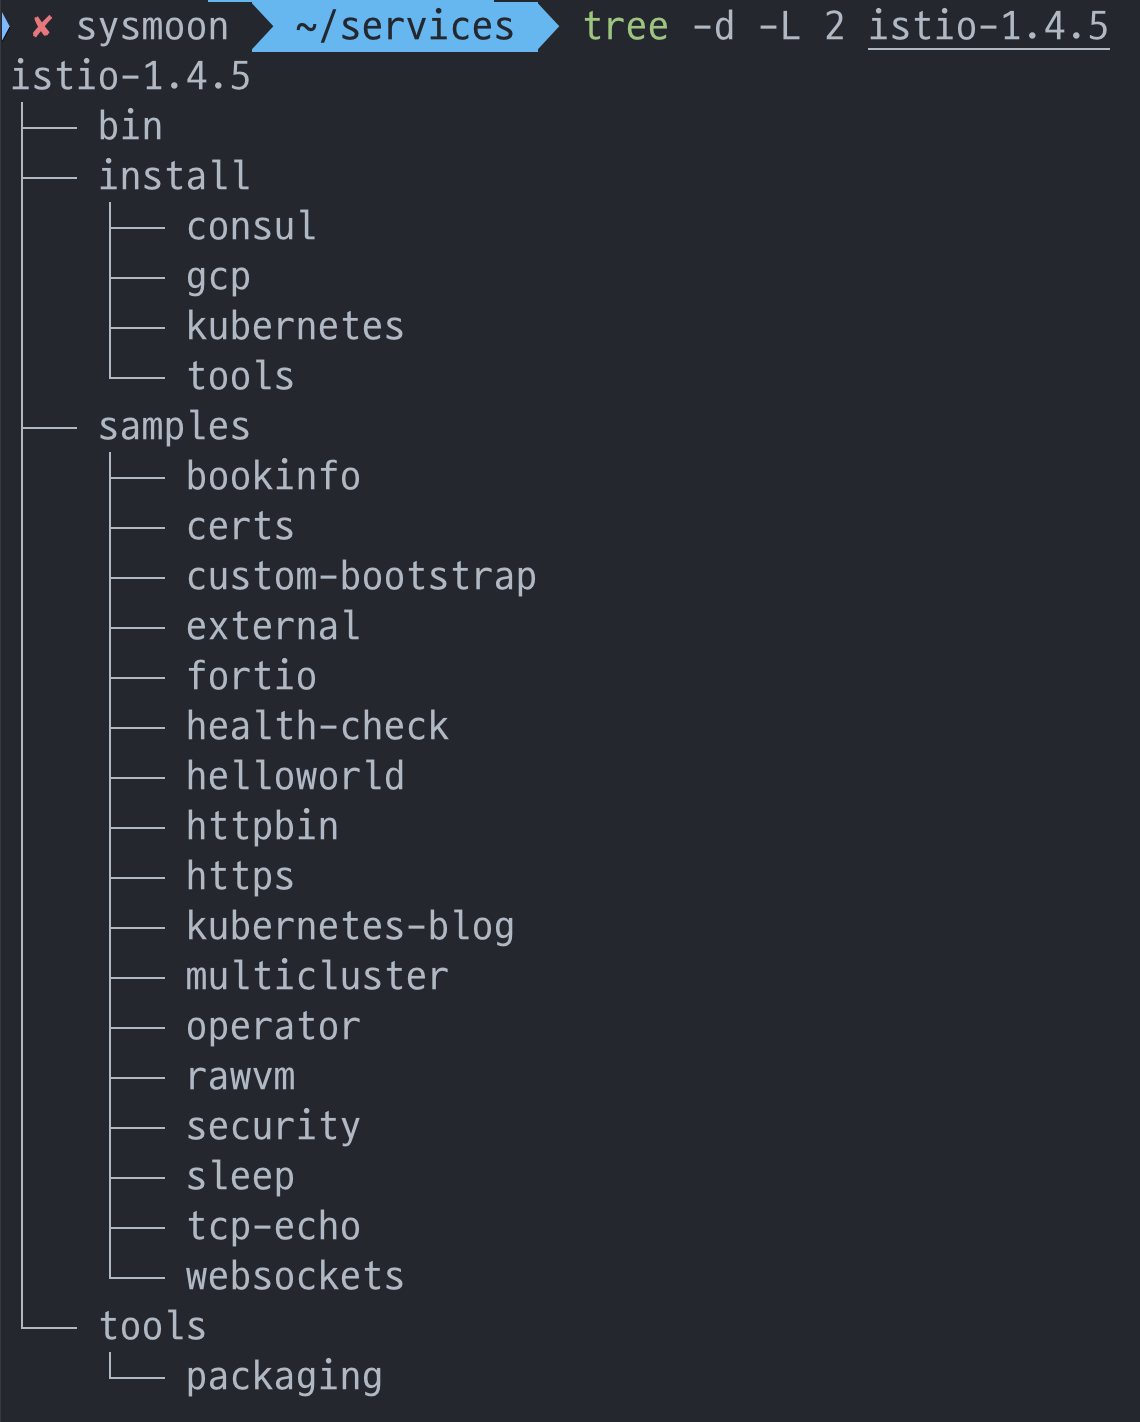 ✘ sysmoon ~/services tree -d -L 2 istio-1.4.5
istio-1.4.5
├── bin
├── install
│   ├── consul
│   ├── gcp
│   ├── kubernetes
│   └── tools
├── samples
│   ├── bookinfo
│   ├── certs
│   ├── custom-bootstrap
│   ├── external
│   ├── fortio
│   ├── health-check
│   ├── helloworld
│   ├── httpbin
│   ├── https
│   ├── kubernetes-blog
│   ├── multicluster
│   ├── operator
│   ├── rawvm
│   ├── security
│   ├── sleep
│   ├── tcp-echo
│   └── websockets
└── tools
    └── packaging